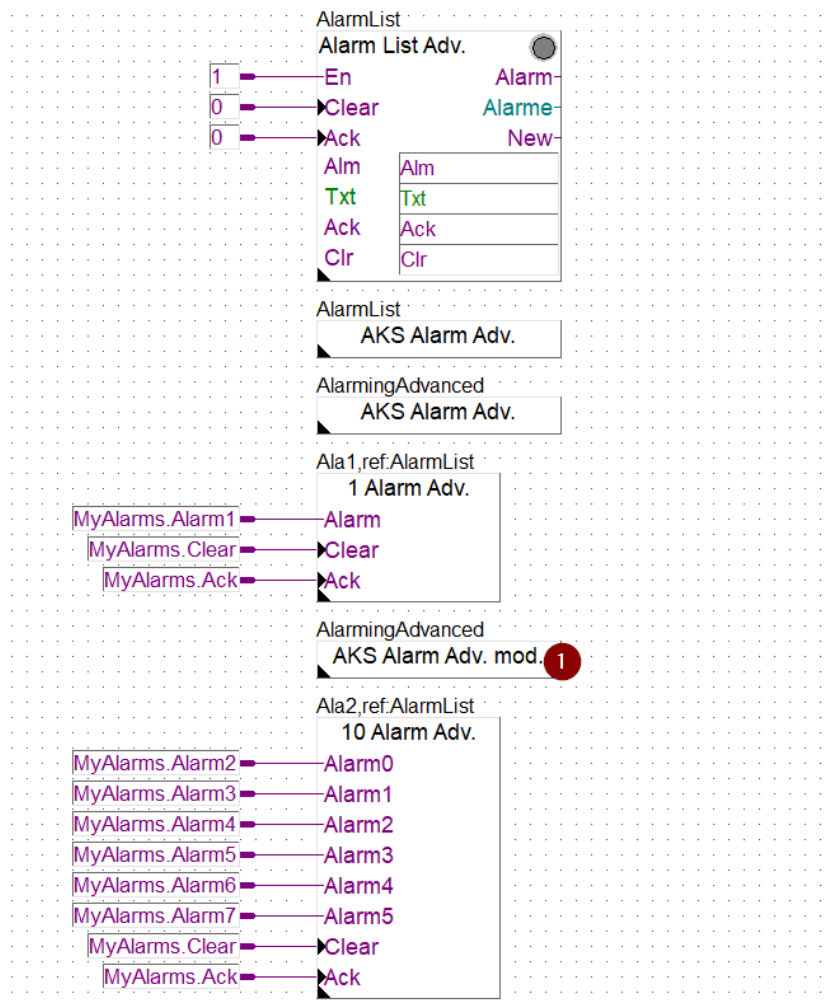 AlarmList
Alarm List Adv.
1 En Alarm
0 Clear Alarme
0 Ack New
Alm Alm
Txt Txt
Ack Ack
Clr Clr
AlarmList
AKS Alarm Adv.
AlarmingAdvanced
AKS Alarm Adv.
Ala1,ref:AlarmList
1 Alarm Adv.
MyAlarms.Alarm1 Alarm
MyAlarms.Clear Clear
MyAlarms.Ack Ack
AlarmingAdvanced
AKS Alarm Adv. mod. 1
Ala2,ref:AlarmList
10 Alarm Adv.
MyAlarms.Alarm2 Alarm0
MyAlarms.Alarm3 Alarm1
MyAlarms.Alarm4 Alarm2
MyAlarms.Alarm5 Alarm3
MyAlarms.Alarm6 Alarm4
MyAlarms.Alarm7 Alarm5
MyAlarms.Clear Clear
MyAlarms.Ack Ack